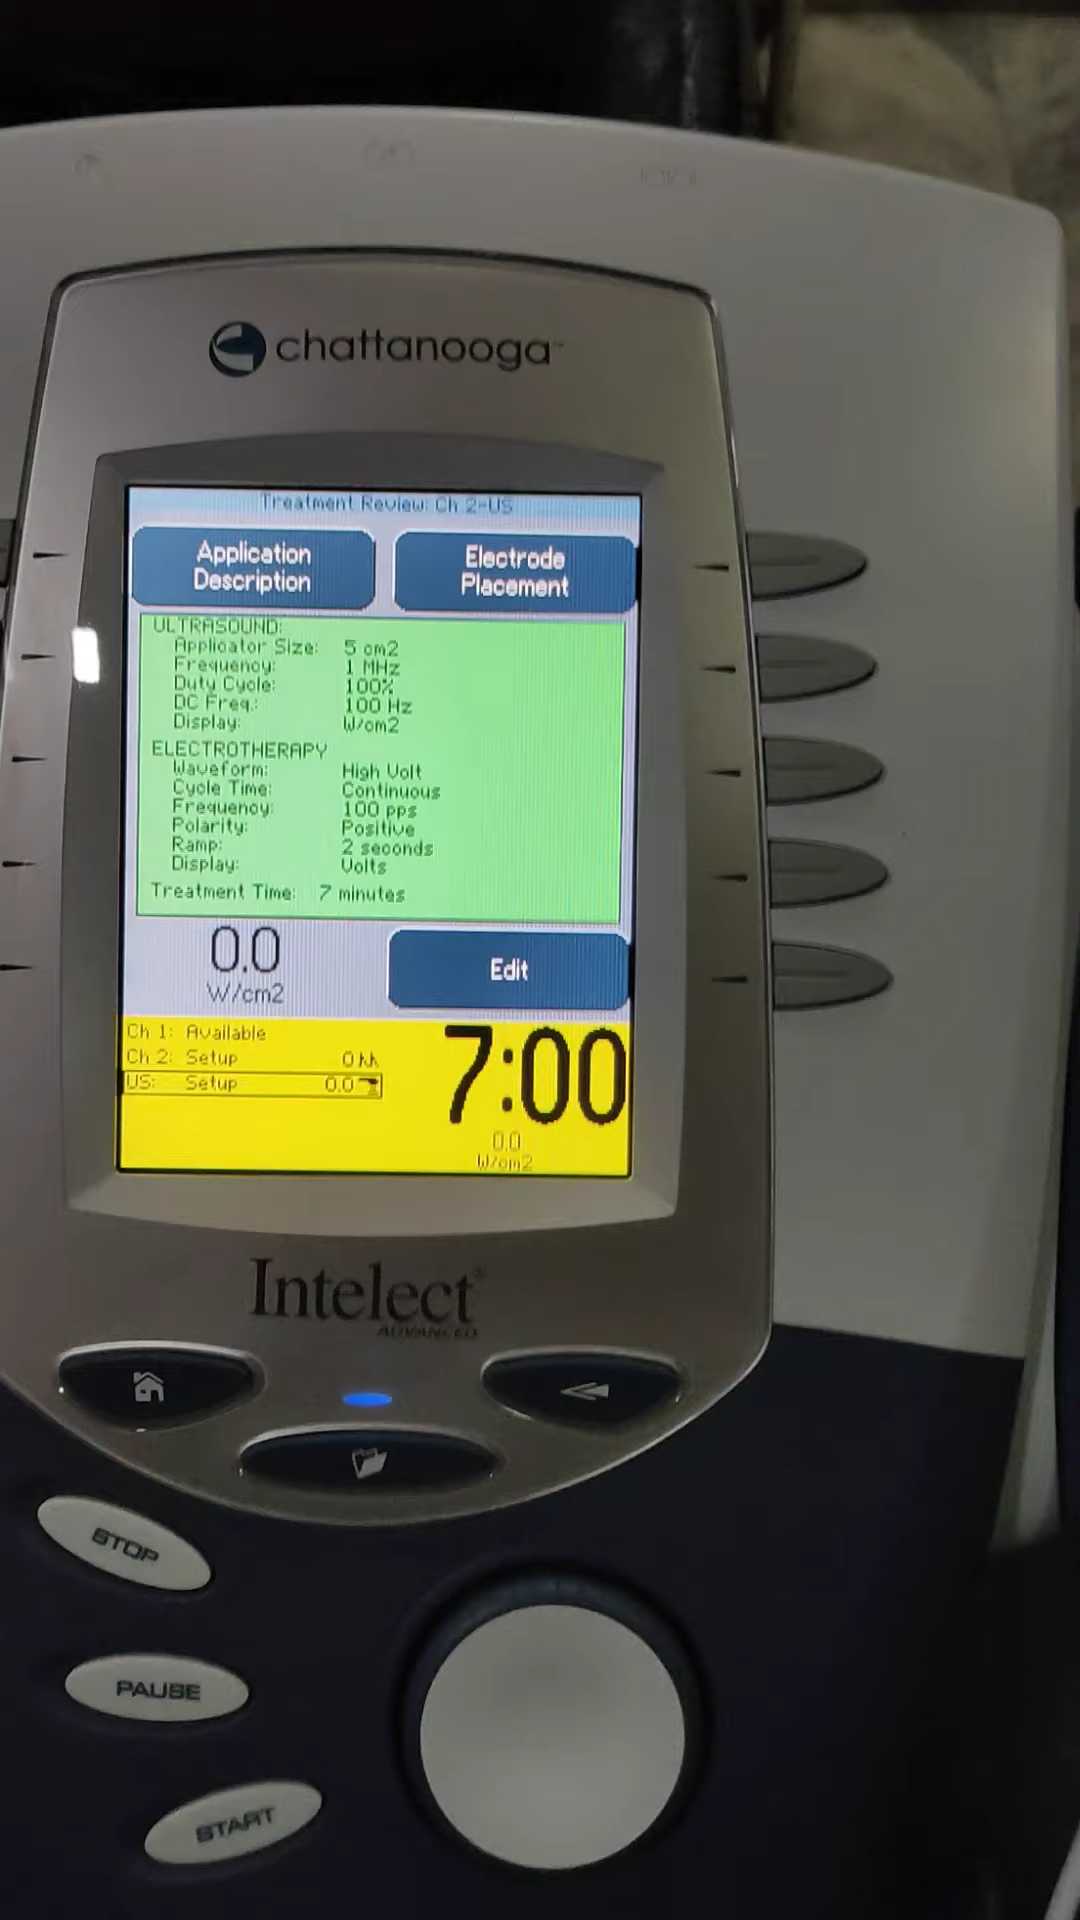 chattanooga™
Treatment Review: Ch 2-US
Application
Description
Electrode
Placement
ULTRASOUND:
Applicator Size: 5 cm2
Frequency: 1 MHz
Duty Cycle: 100%
DC Freq.: 100 Hz
Display: W/cm2
ELECTROTHERAPY
Waveform: High Volt
Cycle Time: Continuous
Frequency: 100 pps
Polarity: Positive
Ramp: 2 seconds
Display: Volts
Treatment Time: 7 minutes
0.0
W/cm2
Edit
Ch 1: Available
Ch 2: Setup 0
US: Setup 0.0
7:00
0.0
W/cm2
Intelect®
ADVANCED
STOP
PAUSE
START